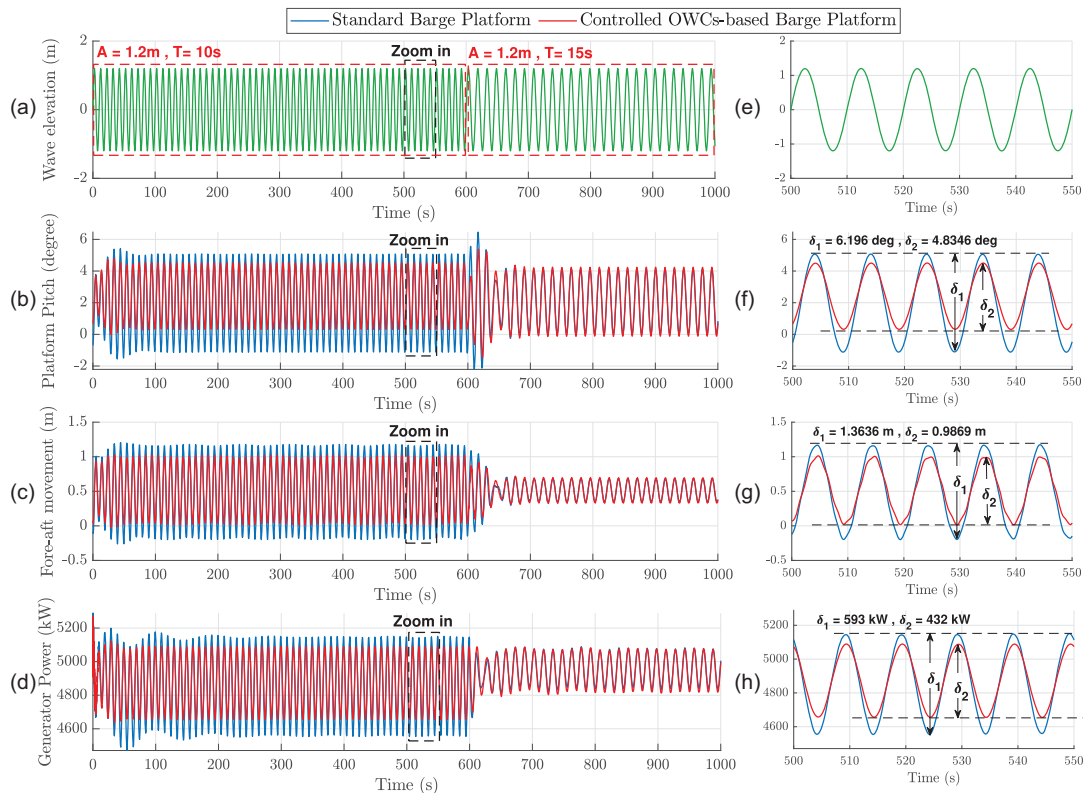 Standard Barge Platform Controlled OWCs-based Barge Platform
(a)
Wave elevation (m)
2
0
-2
A = 1.2m , T= 10s
Zoom in
A = 1.2m, T= 15s
0 100 200 300 400 500 600 700 800 900 1000
Time (s)
(e)
2
1
0
-1
-2
500 510 520 530 540 550
Time (s)
(b)
Platform Pitch (degree)
6
4
2
0
-2
Zoom in
0 100 200 300 400 500 600 700 800 900 1000
Time (s)
(f)
6
4
2
0
-2
δ1 = 6.196 deg , δ2 = 4.8346 deg
δ1
δ2
500 510 520 530 540 550
Time (s)
(c)
Fore-aft movement (m)
1.5
1
0.5
0
-0.5
Zoom in
0 100 200 300 400 500 600 700 800 900 1000
Time (s)
(g)
1.5
1
0.5
0
-0.5
δ1 = 1.3636 m , δ2 = 0.9869 m
δ1
δ2
500 510 520 530 540 550
Time (s)
(d)
Generator Power (kW)
5200
5000
4800
4600
Zoom in
0 100 200 300 400 500 600 700 800 900 1000
Time (s)
(h)
5200
5000
4800
4600
δ1 = 593 kW , δ2 = 432 kW
δ1
δ2
500 510 520 530 540 550
Time (s)